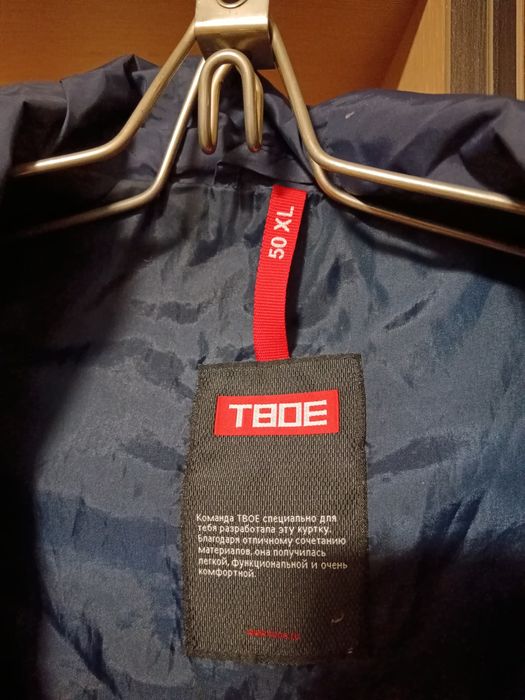 50 XL
ТВОЕ
Команда ТВОЕ специально для
тебя разработала эту куртку.
Благодаря отличному сочетанию
материалов, она получилась
легкой, функциональной и очень
комфортной.